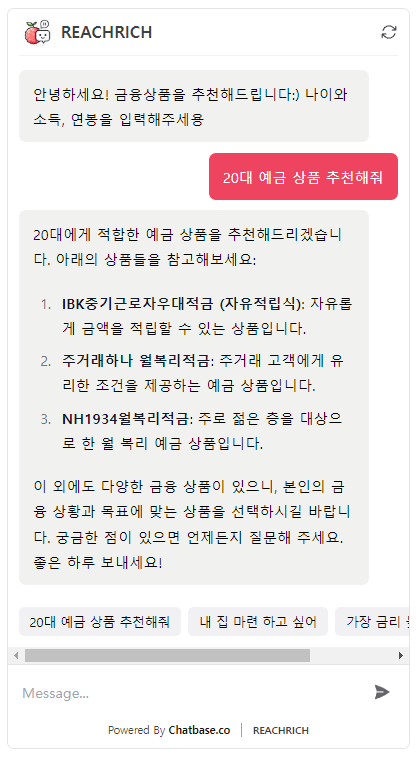 REACHRICH
안녕하세요! 금융상품을 추천해드립니다:) 나이와
소득, 연봉을 입력해주세용
20대 예금 상품 추천해줘
20대에게 적합한 예금 상품을 추천해드리겠습니
다. 아래의 상품들을 참고해보세요:
1. IBK중기근로자우대적금 (자유적립식): 자유롭
게 금액을 적립할 수 있는 상품입니다.
2. 주거래하나 월복리적금: 주거래 고객에게 유
리한 조건을 제공하는 예금 상품입니다.
3. NH1934월복리적금: 주로 젊은 층을 대상으
로 한 월 복리 예금 상품입니다.
이 외에도 다양한 금융 상품이 있으니, 본인의 금
융 상황과 목표에 맞는 상품을 선택하시길 바랍니
다. 궁금한 점이 있으면 언제든지 질문해 주세요.
좋은 하루 보내세요!
20대 예금 상품 추천해줘 내 집 마련 하고 싶어 가장 금리
Message...
Powered By Chatbase.co | REACHRICH